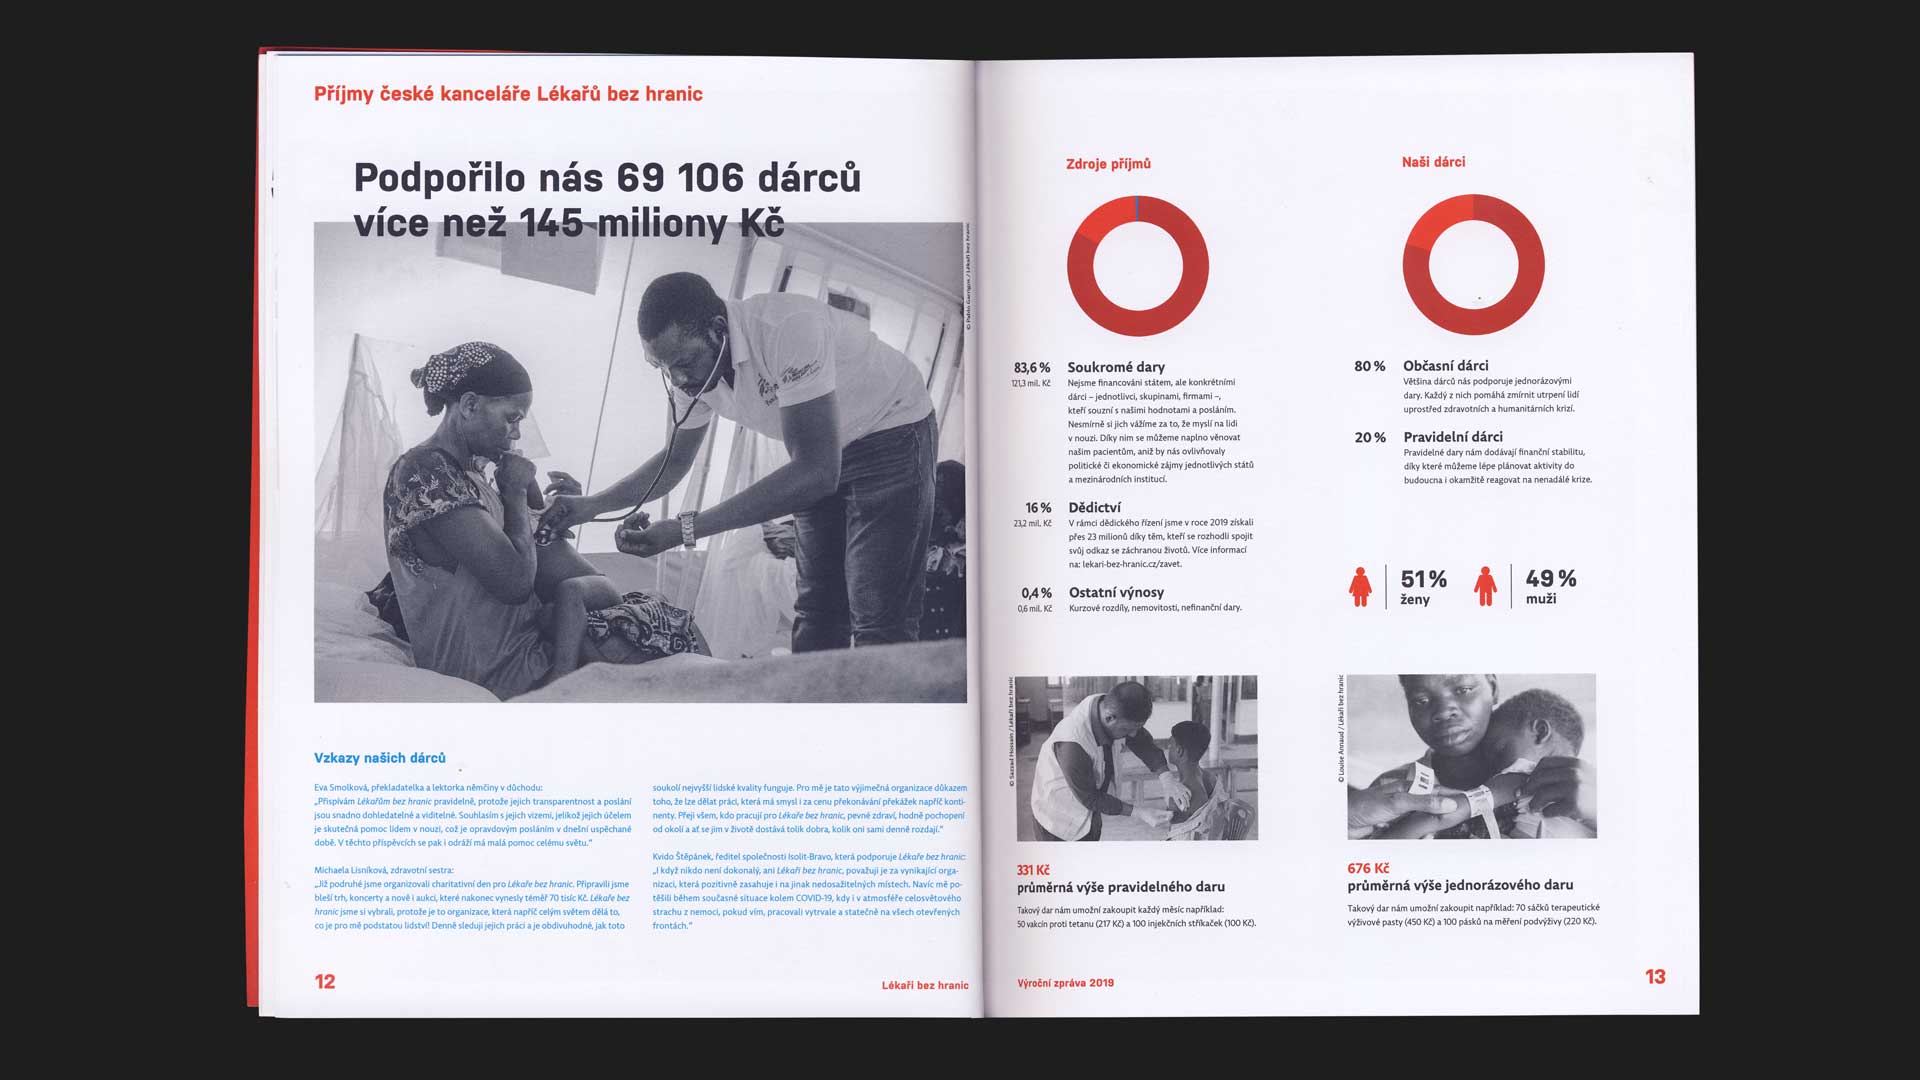 Příjmy české kanceláře Lékařů bez hranic
Podpořilo nás 69 106 dárců
více než 145 miliony Kč
© Pablo Garrigos / Lékaři bez hranic
Vzkazy našich dárců
Eva Smolková, překladatelka a lektorka němčiny v důchodu:
„Přispívám Lékařům bez hranic pravidelně, protože jejich transparentnost a poslání
jsou snadno dohledatelné a viditelné. Souhlasím s jejich vizemi, jelikož jejich účelem
je skutečná pomoc lidem v nouzi, což je opravdovým posláním v dnešní uspěchané
době. V těchto příspěvcích se pak i odráží má malá pomoc celému světu.“
Michaela Lisníková, zdravotní sestra:
„Již podruhé jsme organizovali charitativní den pro Lékaře bez hranic. Připravili jsme
bleší trh, koncerty a nově i aukci, které nakonec vynesly téměř 70 tisíc Kč. Lékaře bez
hranic jsme si vybrali, protože je to organizace, která napříč celým světem dělá to,
co je pro mě podstatou lidství! Denně sleduji jejich práci a je obdivuhodné, jak toto
soukolí nejvyšší lidské kvality funguje. Pro mě je tato výjimečná organizace důkazem
toho, že lze dělat práci, která má smysl i za cenu překonávání překážek napříč konti-
nenty. Přeji všem, kdo pracují pro Lékaře bez hranic, pevné zdraví, hodně pochopení
od okolí a ať se jim v životě dostává tolik dobra, kolik oni sami denně rozdají.“
Kvido Štěpánek, ředitel společnosti Isolit-Bravo, která podporuje Lékaře bez hranic:
„I když nikdo není dokonalý, ani Lékaři bez hranic, považuji je za vynikající orga-
nizaci, která pozitivně zasahuje i na jinak nedosažitelných místech. Navíc mě po-
těšili během současné situace kolem COVID-19, kdy i v atmosféře celosvětového
strachu z nemoci, pokud vím, pracovali vytrvale a statečně na všech otevřených
frontách.“
12
Lékaři bez hranic
Zdroje příjmů
83,6 %
121,3 mil. Kč
Soukromé dary
Nejsme financováni státem, ale konkrétními
dárci – jednotlivci, skupinami, firmami –,
kteří souzní s našimi hodnotami a posláním.
Nesmírně si jich vážíme za to, že myslí na lidi
v nouzi. Díky nim se můžeme naplno věnovat
našim pacientům, aniž by nás ovlivňovaly
politické či ekonomické zájmy jednotlivých států
a mezinárodních institucí.
16 %
23,2 mil. Kč
Dědictví
V rámci dědického řízení jsme v roce 2019 získali
přes 23 milionů díky těm, kteří se rozhodli spojit
svůj odkaz se záchranou životů. Více informací
na: lekari-bez-hranic.cz/zavet.
0,4 %
0,6 mil. Kč
Ostatní výnosy
Kurzové rozdíly, nemovitosti, nefinanční dary.
Naši dárci
80 %
Občasní dárci
Většina dárců nás podporuje jednorázovými
dary. Každý z nich pomáhá zmírnit utrpení lidí
uprostřed zdravotních a humanitárních krizí.
20 %
Pravidelní dárci
Pravidelné dary nám dodávají finanční stabilitu,
díky které můžeme lépe plánovat aktivity do
budoucna i okamžitě reagovat na nenadálé krize.
51 %
ženy
49 %
muži
© Sazzad Hossain / Lékaři bez hranic
331 Kč
průměrná výše pravidelného daru
Takový dar nám umožní zakoupit každý měsíc například:
50 vakcín proti tetanu (217 Kč) a 100 injekčních stříkaček (100 Kč).
© Louise Annaud / Lékaři bez hranic
676 Kč
průměrná výše jednorázového daru
Takový dar nám umožní zakoupit například: 70 sáčků terapeutické
výživové pasty (450 Kč) a 100 pásků na měření podvýživy (220 Kč).
Výroční zpráva 2019
13